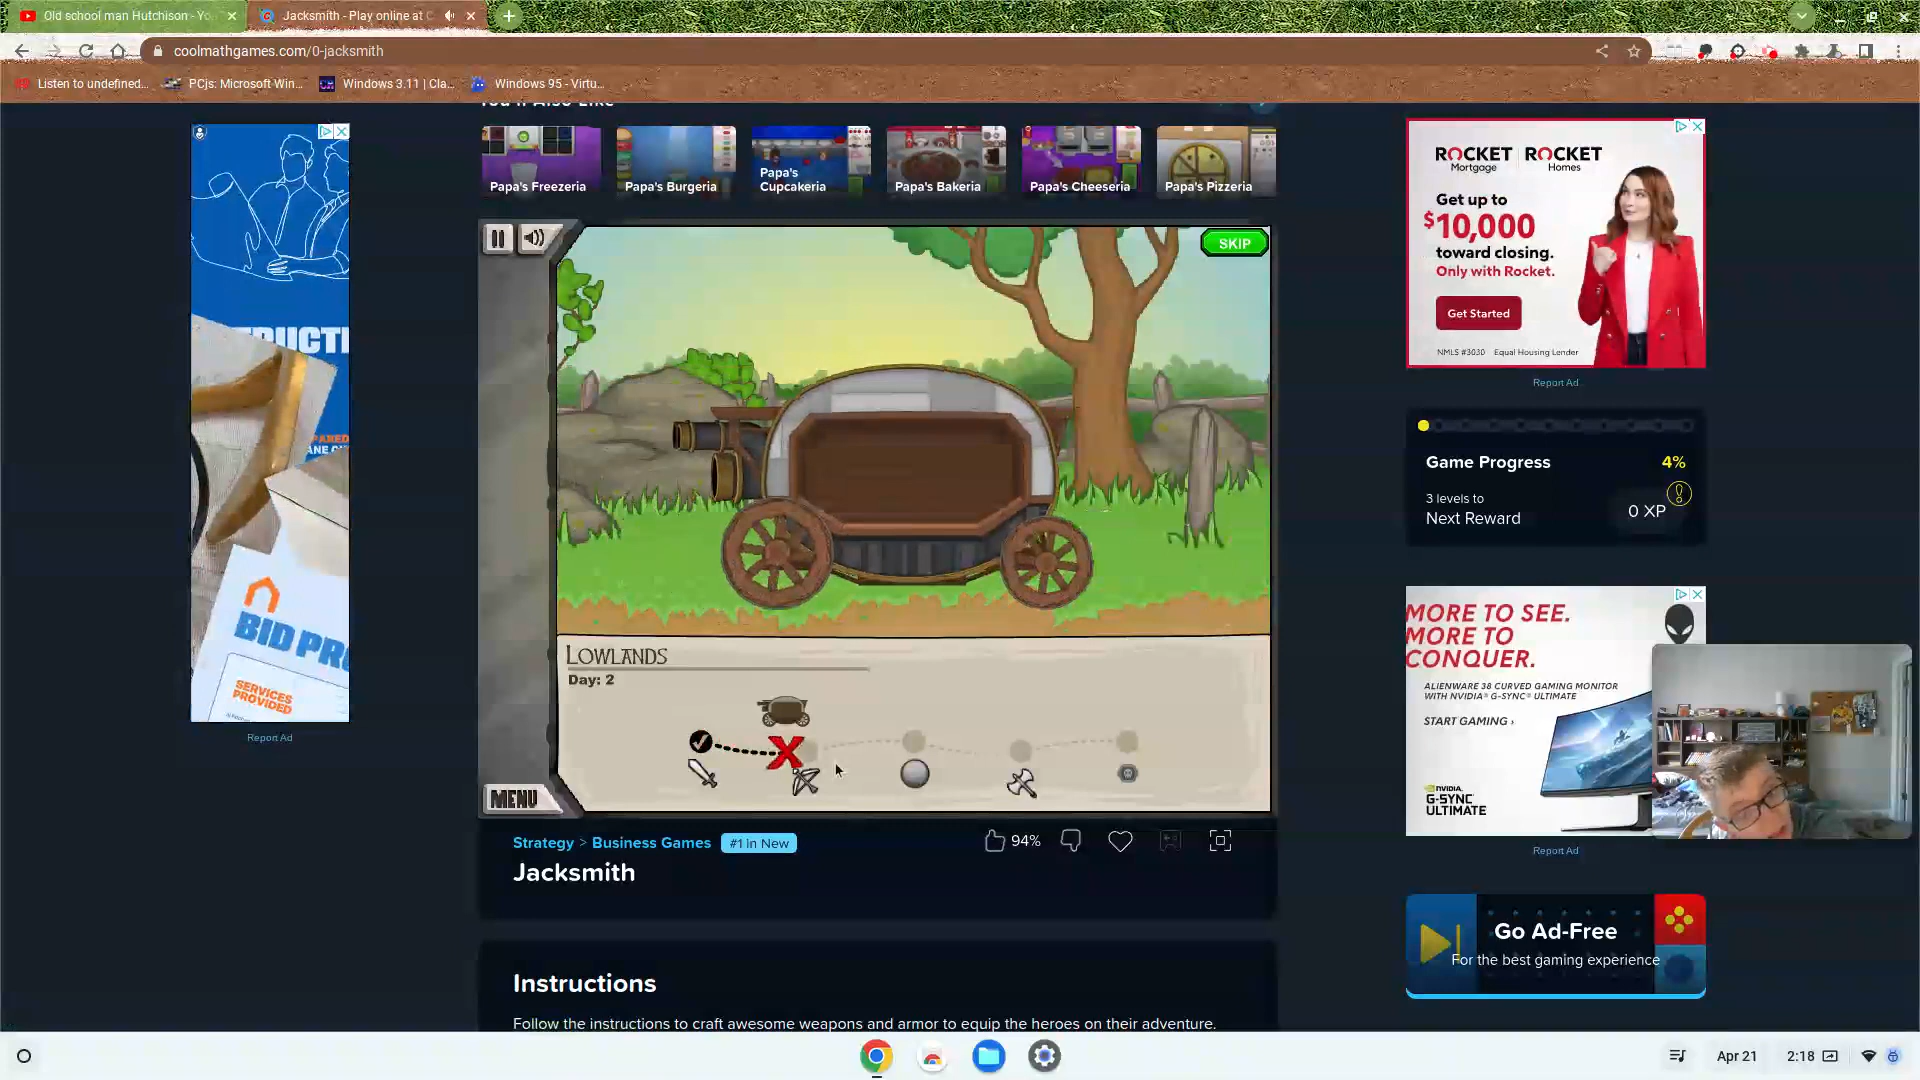 Old school man Hutchison - Yo
Jacksmith - Play online at C
coolmathgames.com/0-jacksmith
Listen to undefined...
PCjs: Microsoft Win...
Windows 3.11 | Cla...
Windows 95 - Virtu...
You'll Also Like
Papa's Freezeria
Papa's Burgeria
Papa's Cupcakeria
Papa's Bakeria
Papa's Cheeseria
Papa's Pizzeria
SKIP
LOWLANDS
Day: 2
MENU
Strategy > Business Games
#1 in New
94%
Jacksmith
Instructions
Follow the instructions to craft awesome weapons and armor to equip the heroes on their adventure.
BID PR
SERVICES
PROVIDED
Report Ad
ROCKET Mortgage | ROCKET Homes
Get up to
$10,000
toward closing.
Only with Rocket.
Get Started
NMLS #3030 Equal Housing Lender
Report Ad
Game Progress
4%
3 levels to
Next Reward
0 XP
MORE TO SEE.
MORE TO
CONQUER.
ALIENWARE 38 CURVED GAMING MONITOR
WITH NVIDIA® G-SYNC® ULTIMATE
START GAMING ›
NVIDIA.
G-SYNC
ULTIMATE
Report Ad
Go Ad-Free
For the best gaming experience
Apr 21
2:18